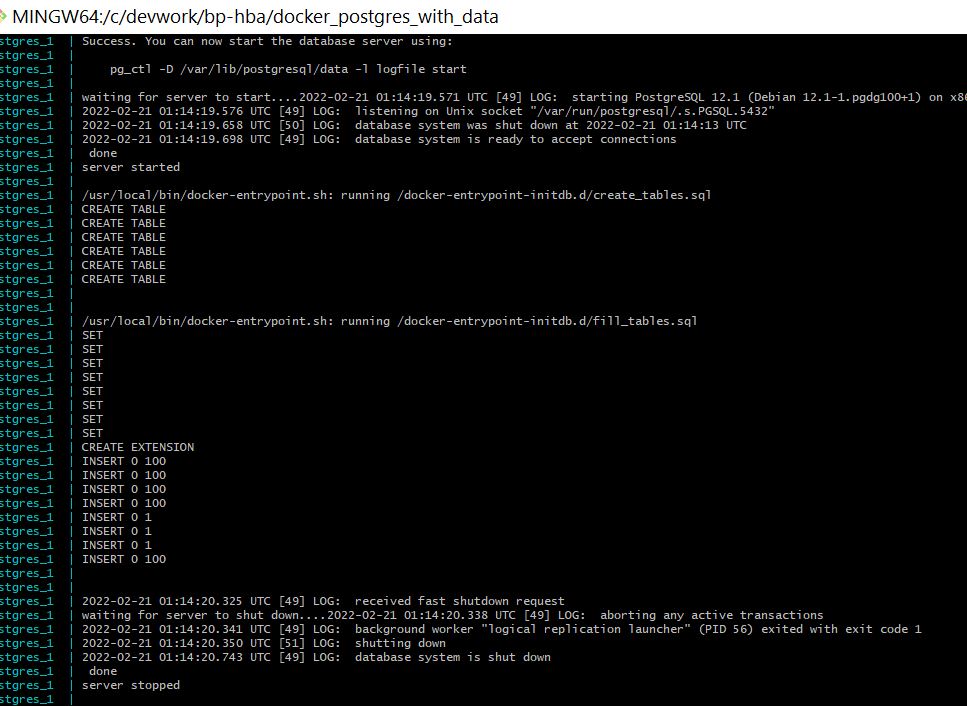 MINGW64:/c/devwork/bp-hba/docker_postgres_with_data
stgres_1 | Success. You can now start the database server using:
stgres_1 |
stgres_1 |     pg_ctl -D /var/lib/postgresql/data -l logfile start
stgres_1 |
stgres_1 | waiting for server to start....2022-02-21 01:14:19.571 UTC [49] LOG:  starting PostgreSQL 12.1 (Debian 12.1-1.pgdg100+1) on x86
stgres_1 | 2022-02-21 01:14:19.576 UTC [49] LOG:  listening on Unix socket "/var/run/postgresql/.s.PGSQL.5432"
stgres_1 | 2022-02-21 01:14:19.658 UTC [50] LOG:  database system was shut down at 2022-02-21 01:14:13 UTC
stgres_1 | 2022-02-21 01:14:19.698 UTC [49] LOG:  database system is ready to accept connections
stgres_1 |  done
stgres_1 | server started
stgres_1 |
stgres_1 | /usr/local/bin/docker-entrypoint.sh: running /docker-entrypoint-initdb.d/create_tables.sql
stgres_1 | CREATE TABLE
stgres_1 | CREATE TABLE
stgres_1 | CREATE TABLE
stgres_1 | CREATE TABLE
stgres_1 | CREATE TABLE
stgres_1 | CREATE TABLE
stgres_1 |
stgres_1 |
stgres_1 | /usr/local/bin/docker-entrypoint.sh: running /docker-entrypoint-initdb.d/fill_tables.sql
stgres_1 | SET
stgres_1 | SET
stgres_1 | SET
stgres_1 | SET
stgres_1 | SET
stgres_1 | SET
stgres_1 | SET
stgres_1 | SET
stgres_1 | CREATE EXTENSION
stgres_1 | INSERT 0 100
stgres_1 | INSERT 0 100
stgres_1 | INSERT 0 100
stgres_1 | INSERT 0 100
stgres_1 | INSERT 0 1
stgres_1 | INSERT 0 1
stgres_1 | INSERT 0 1
stgres_1 | INSERT 0 100
stgres_1 |
stgres_1 |
stgres_1 | 2022-02-21 01:14:20.325 UTC [49] LOG:  received fast shutdown request
stgres_1 | waiting for server to shut down....2022-02-21 01:14:20.338 UTC [49] LOG:  aborting any active transactions
stgres_1 | 2022-02-21 01:14:20.341 UTC [49] LOG:  background worker "logical replication launcher" (PID 56) exited with exit code 1
stgres_1 | 2022-02-21 01:14:20.350 UTC [51] LOG:  shutting down
stgres_1 | 2022-02-21 01:14:20.743 UTC [49] LOG:  database system is shut down
stgres_1 |  done
stgres_1 | server stopped
stgres_1 |